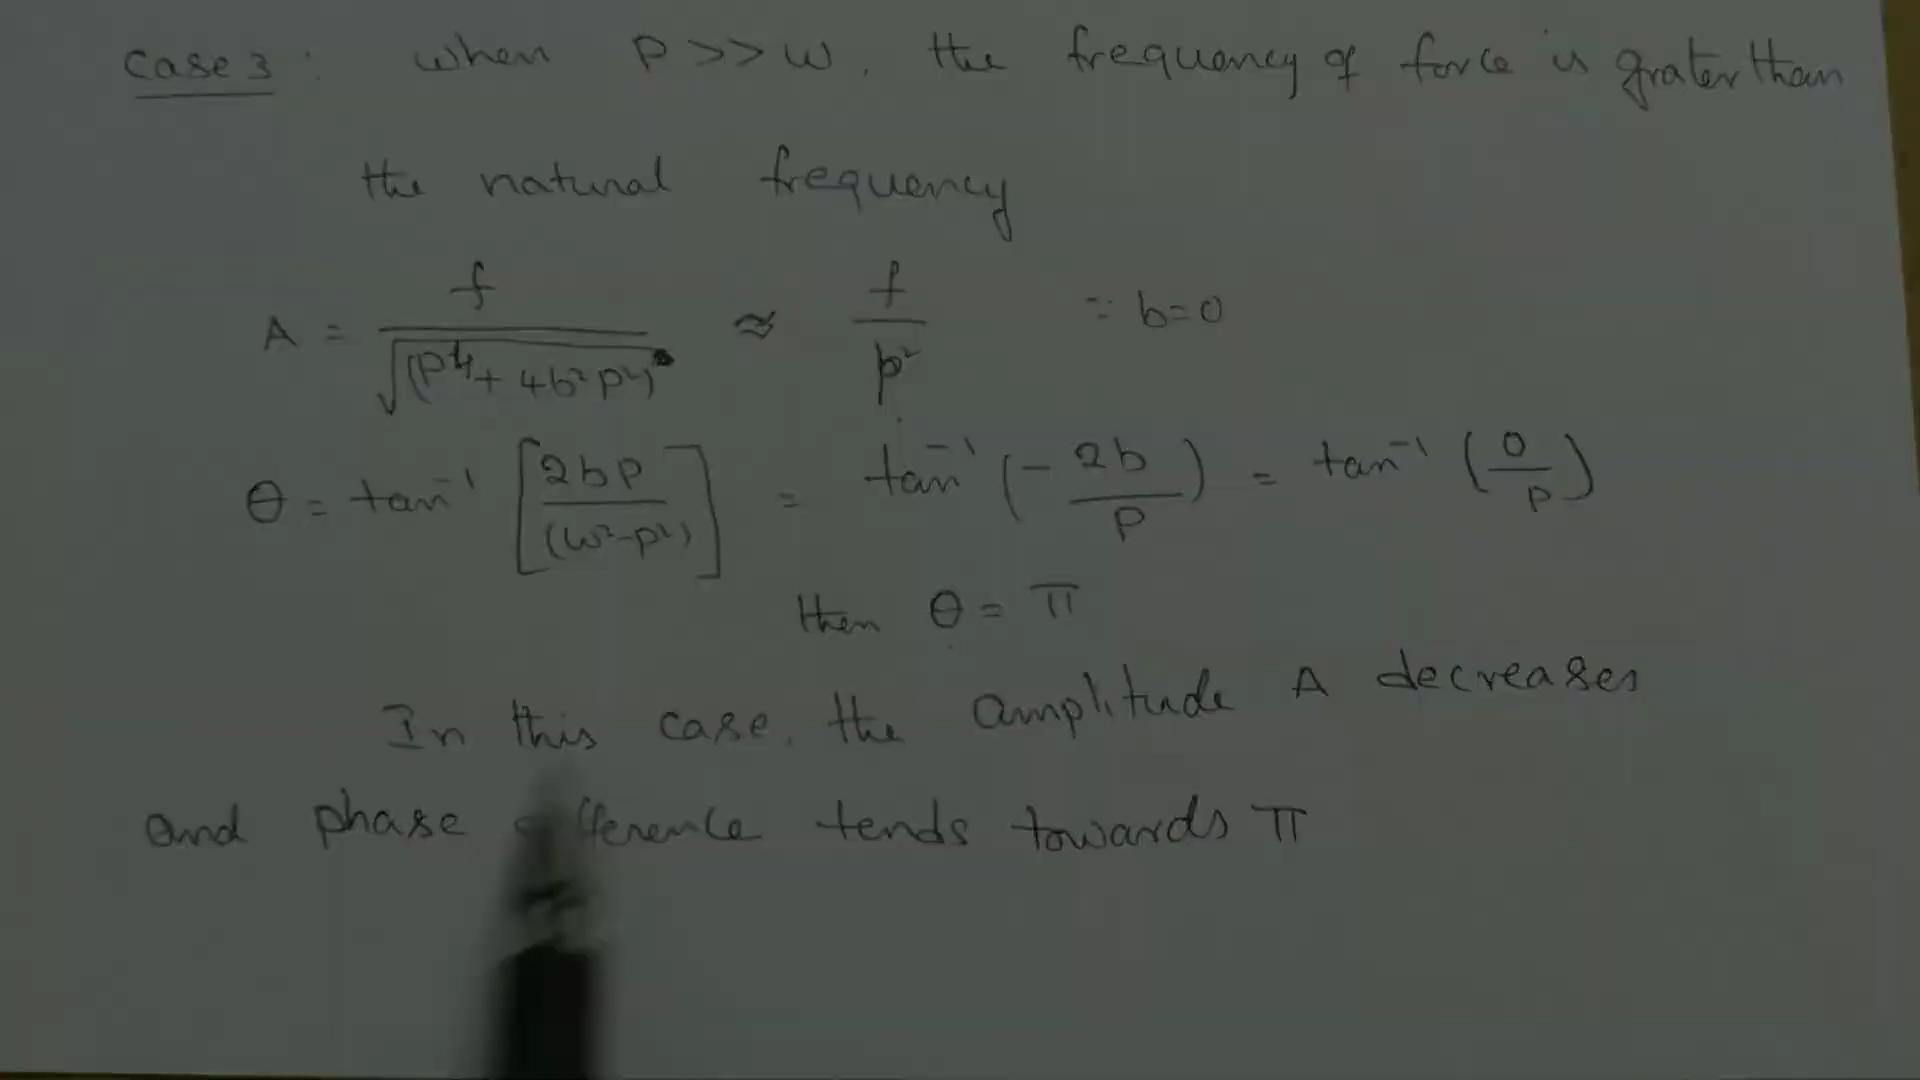 Case 3 : when P >> ω, the frequency of force is grater than
the natural frequency
A = f / √(P⁴ + 4b²p²) ≈ f / p² ∵ b=0
θ = tan⁻¹ [2bp / (ω²-p²)] = tan⁻¹ (- 2b / P) = tan⁻¹ (0 / P)
then θ = π
In this case, the amplitude A decreases
and phase tends towards π